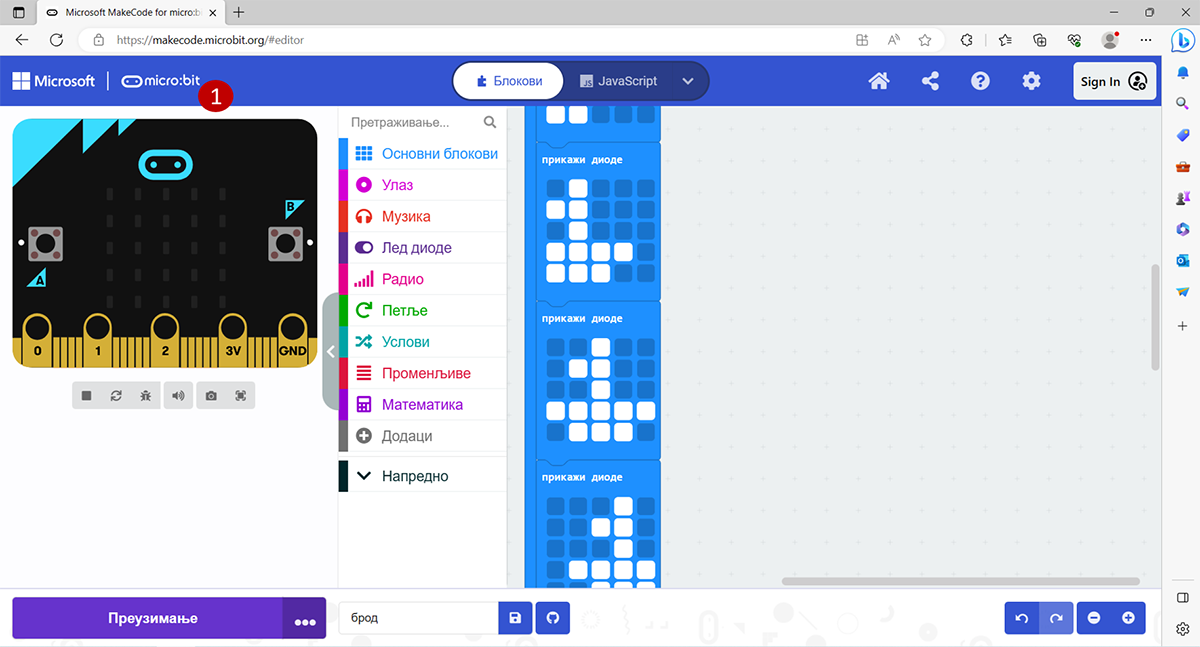 Microsoft MakeCode for micro:b
https://makecode.microbit.org/#editor
Microsoft
micro:bit
1
Блокови
JavaScript
Sign In
Претраживање...
Основни блокови
Улаз
Музика
Лед диоде
Радио
Петље
Услови
Променљиве
Математика
Додаци
Напредно
B
A
0 1 2 3V GND
прикажи диоде
прикажи диоде
прикажи диоде
Преузимање
брод